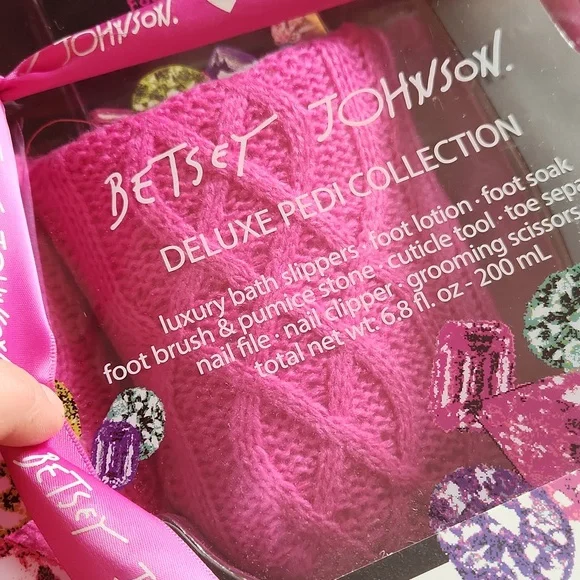 JOHNSON.
BETSEY JOHNSON.
DELUXE PEDI COLLECTION
luxury bath slippers · foot lotion · foot soak
foot brush & pumice stone · cuticle tool · toe sepa
nail file · nail clipper · grooming scissors
total net wt. 6.8 fl. oz - 200 mL
BETSEY